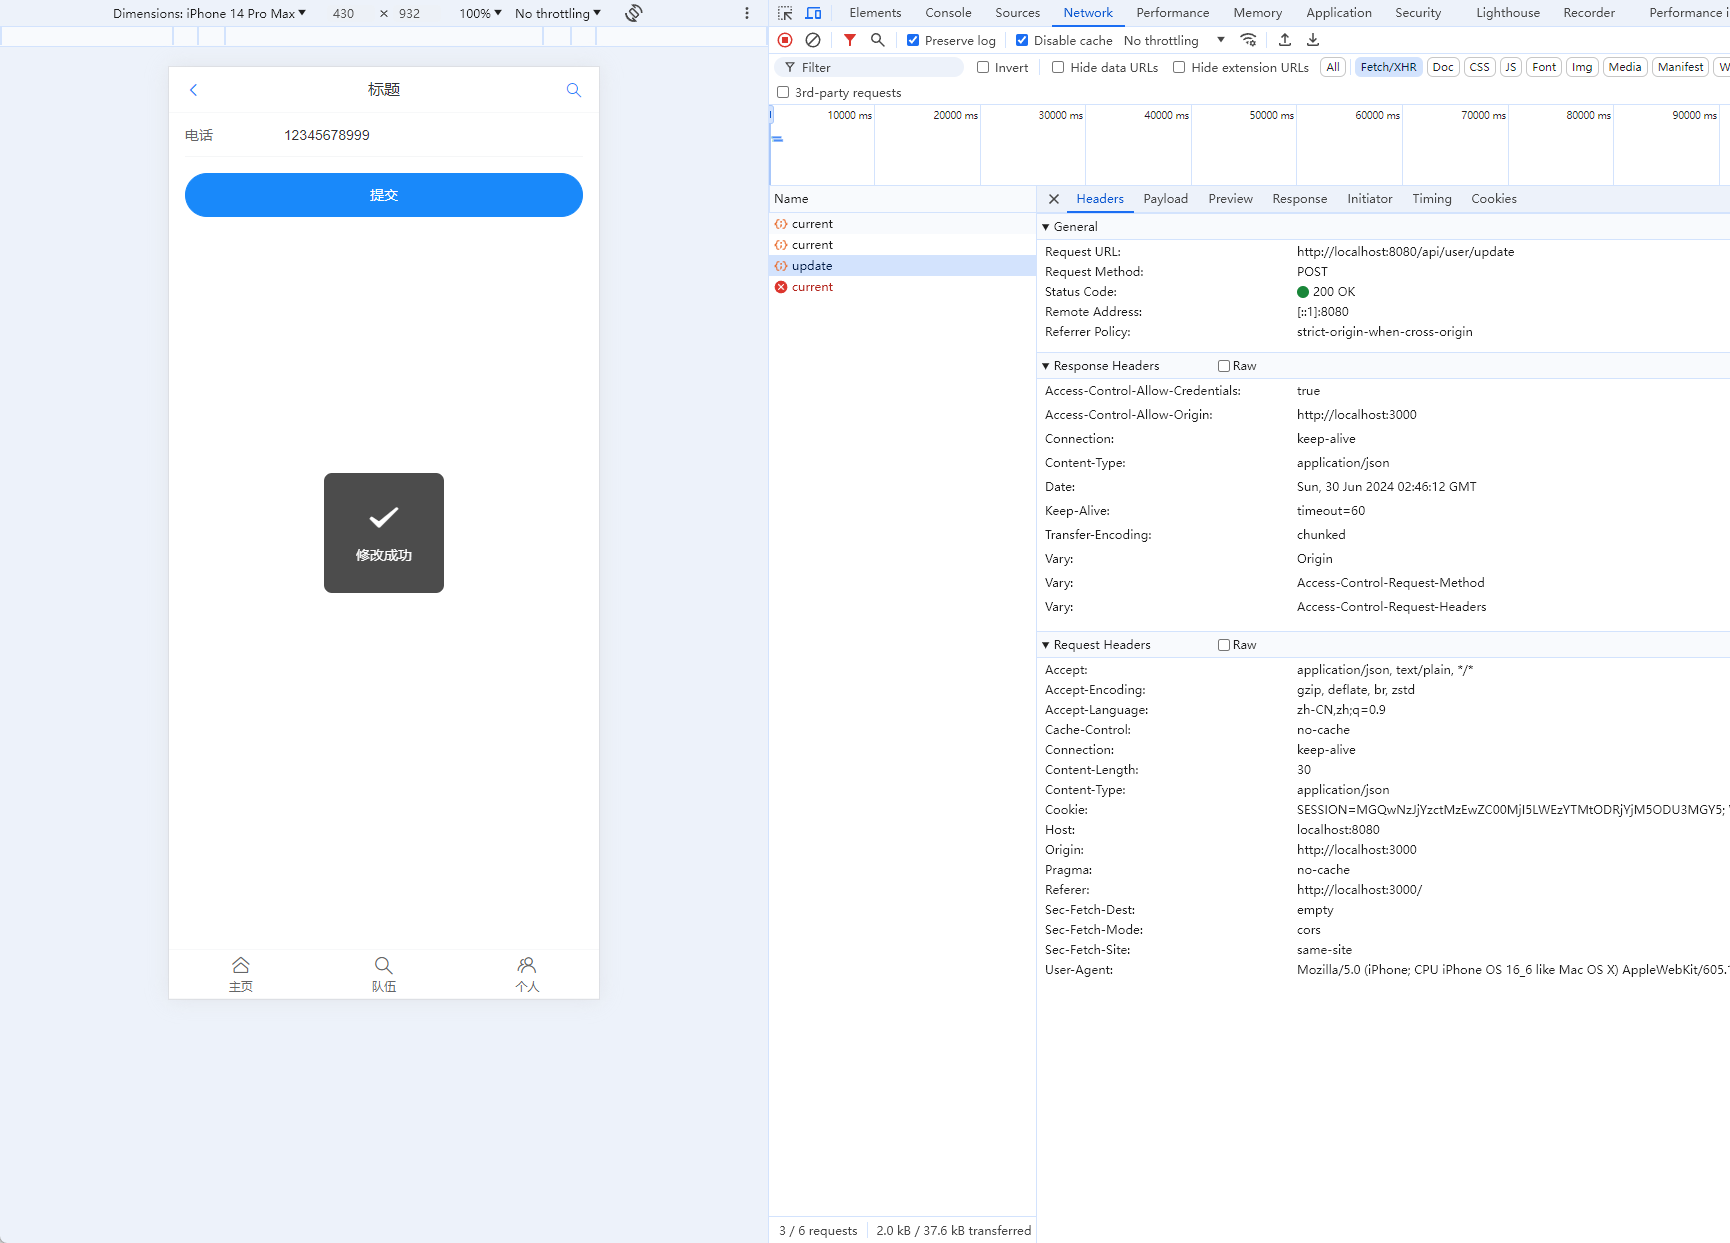 Dimensions: iPhone 14 Pro Max ▼ 430 × 932 100% ▼ No throttling ▼
标题
电话 12345678999
提交
修改成功
主页 队伍 个人
Elements Console Sources Network Performance Memory Application Security Lighthouse Recorder Performance i
Preserve log Disable cache No throttling ▼
Filter Invert Hide data URLs Hide extension URLs All Fetch/XHR Doc CSS JS Font Img Media Manifest W
3rd-party requests
10000 ms 20000 ms 30000 ms 40000 ms 50000 ms 60000 ms 70000 ms 80000 ms 90000 ms
Name
current
current
update
current
3 / 6 requests 2.0 kB / 37.6 kB transferred
Headers Payload Preview Response Initiator Timing Cookies
▼ General
Request URL: http://localhost:8080/api/user/update
Request Method: POST
Status Code: 200 OK
Remote Address: [::1]:8080
Referrer Policy: strict-origin-when-cross-origin
▼ Response Headers Raw
Access-Control-Allow-Credentials: true
Access-Control-Allow-Origin: http://localhost:3000
Connection: keep-alive
Content-Type: application/json
Date: Sun, 30 Jun 2024 02:46:12 GMT
Keep-Alive: timeout=60
Transfer-Encoding: chunked
Vary: Origin
Vary: Access-Control-Request-Method
Vary: Access-Control-Request-Headers
▼ Request Headers Raw
Accept: application/json, text/plain, */*
Accept-Encoding: gzip, deflate, br, zstd
Accept-Language: zh-CN,zh;q=0.9
Cache-Control: no-cache
Connection: keep-alive
Content-Length: 30
Content-Type: application/json
Cookie: SESSION=MGQwNzJjYzctMzEwZC00MjI5LWEzYTMtODRjYjM5ODU3MGY5;
Host: localhost:8080
Origin: http://localhost:3000
Pragma: no-cache
Referer: http://localhost:3000/
Sec-Fetch-Dest: empty
Sec-Fetch-Mode: cors
Sec-Fetch-Site: same-site
User-Agent: Mozilla/5.0 (iPhone; CPU iPhone OS 16_6 like Mac OS X) AppleWebKit/605.1